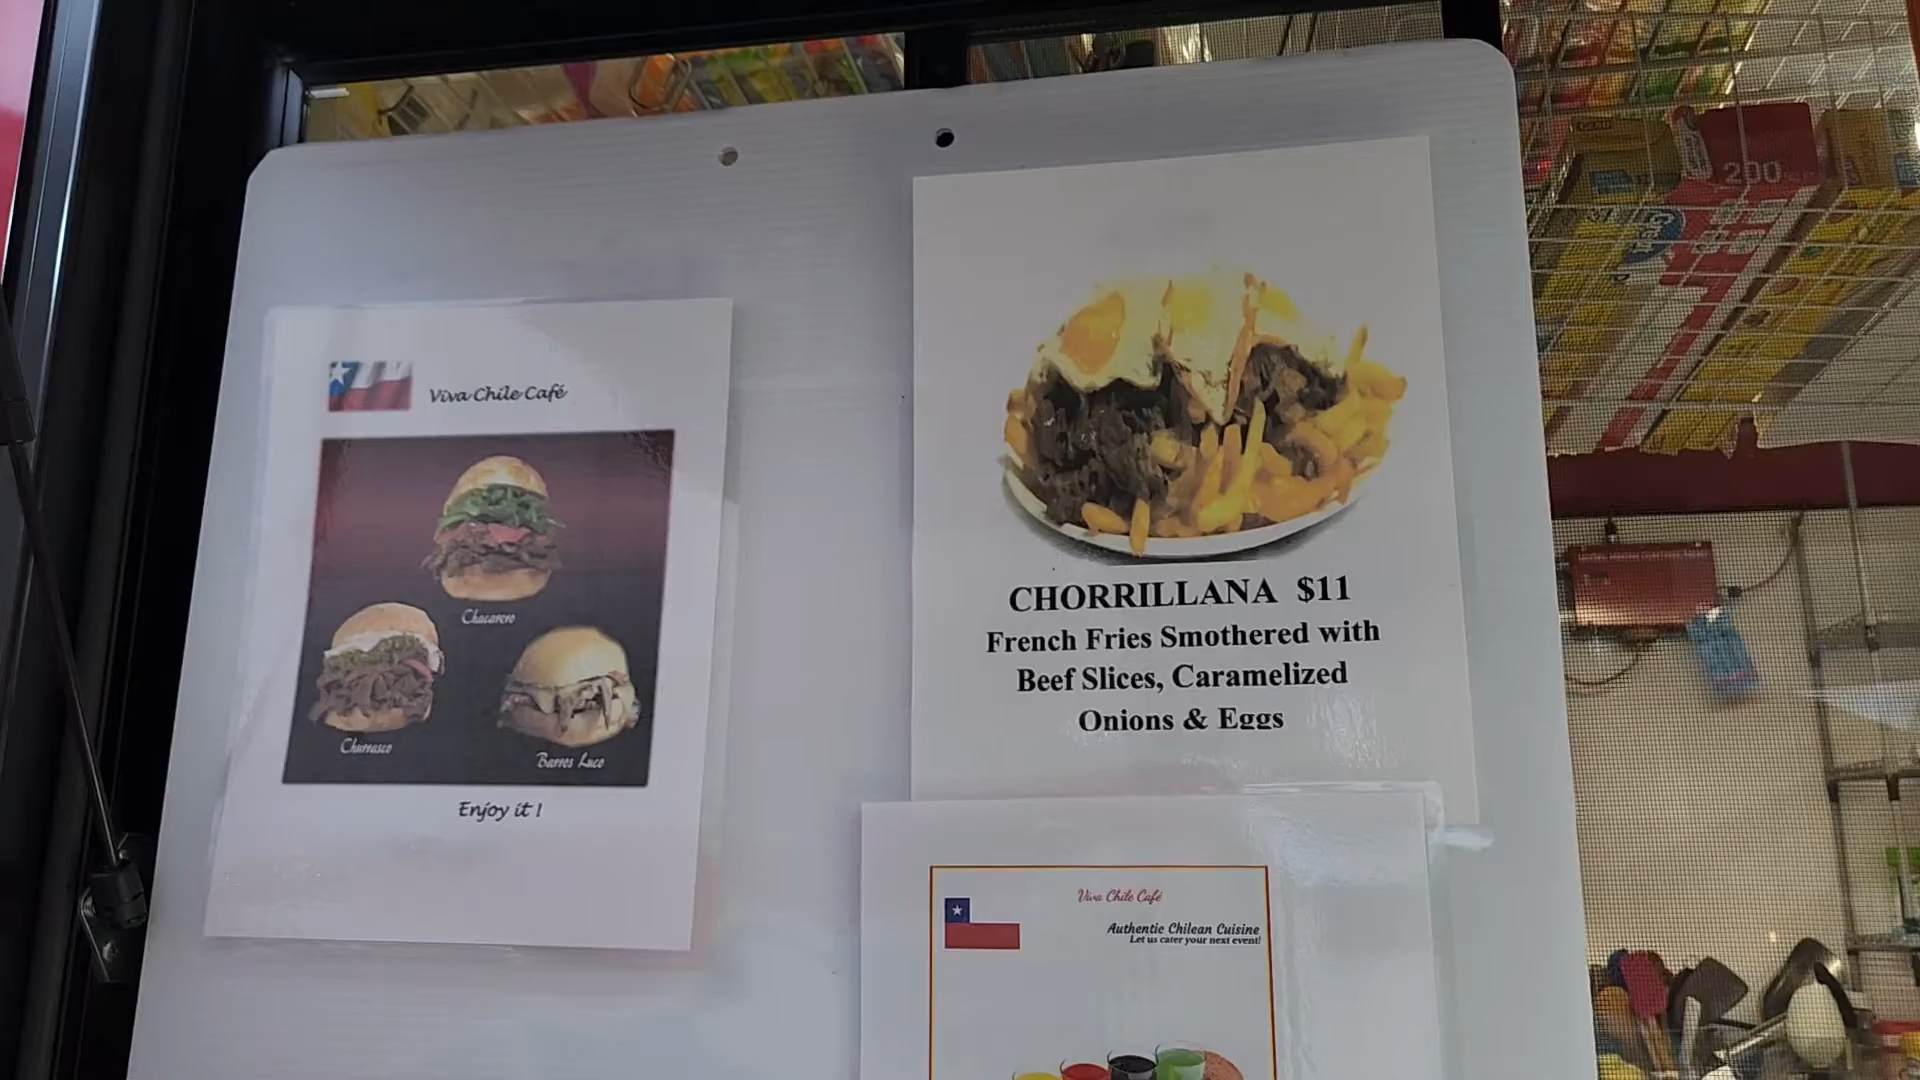 Viva Chile Café
Chacarero
Churrasco
Barros Luco
Enjoy it !
CHORRILLANA $11
French Fries Smothered with
Beef Slices, Caramelized
Onions & Eggs
Viva Chile Café
Authentic Chilean Cuisine
Let us cater your next event!
200